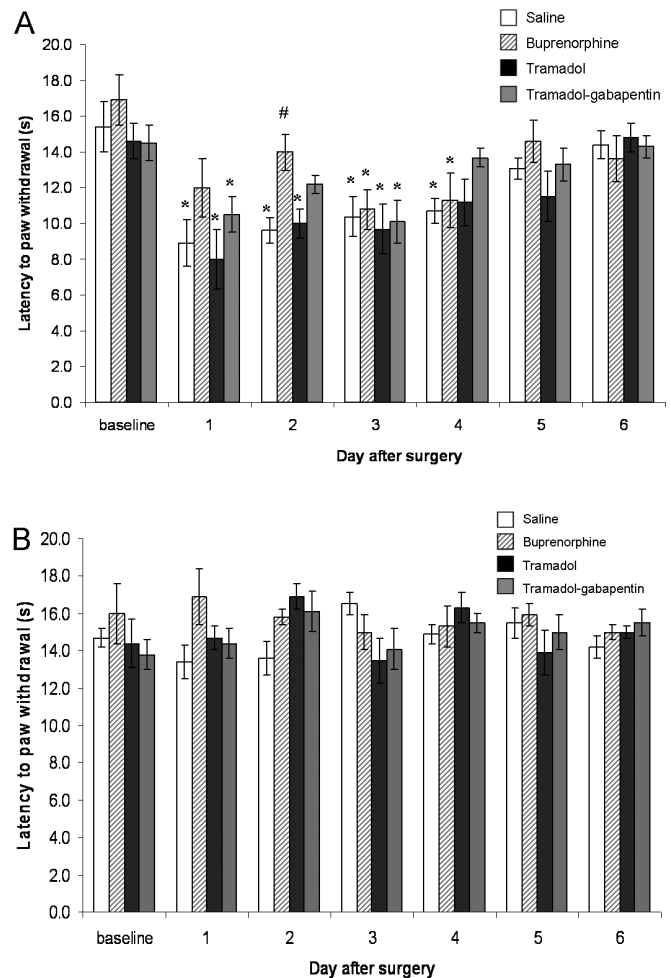 A
Saline
Buprenorphine
Tramadol
Tramadol-gabapentin
Latency to paw withdrawal (s)
20.0
18.0
16.0
14.0
12.0
10.0
8.0
6.0
4.0
2.0
0.0
#
* * * * * * * * * * *
baseline 1 2 3 4 5 6
Day after surgery
B
Saline
Buprenorphine
Tramadol
Tramadol-gabapentin
Latency to paw withdrawal (s)
20.0
18.0
16.0
14.0
12.0
10.0
8.0
6.0
4.0
2.0
0.0
baseline 1 2 3 4 5 6
Day after surgery